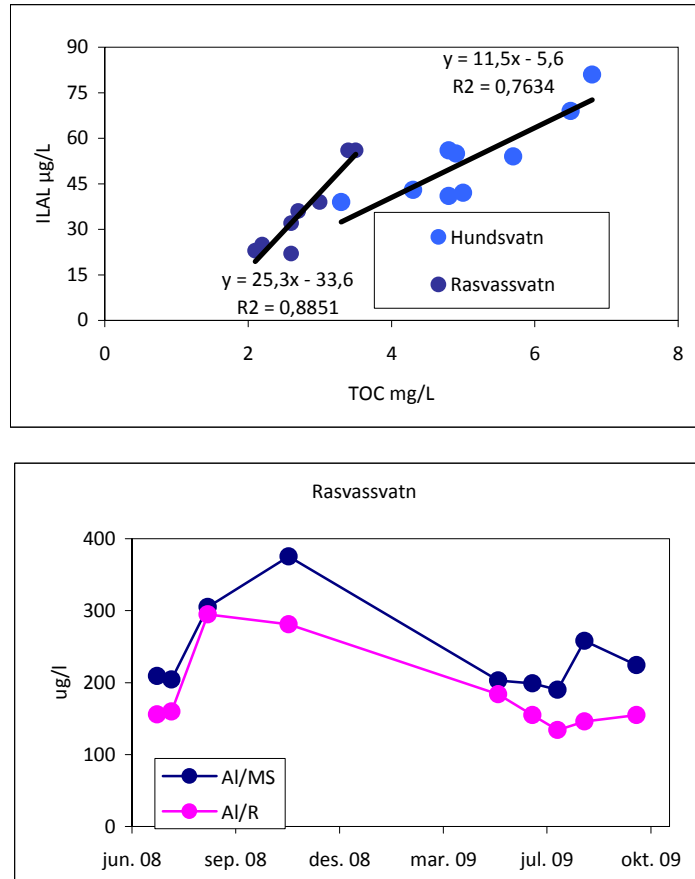 90
75
60
45
30
15
0
ILAL µg/L
y = 11,5x - 5,6
R2 = 0,7634
y = 25,3x - 33,6
R2 = 0,8851
Hundsvatn
Rasvassvatn
0 2 4 6 8
TOC mg/L
Rasvassvatn
400
300
200
100
0
ug/l
Al/MS
Al/R
jun. 08 sep. 08 des. 08 mar. 09 jul. 09 okt. 09